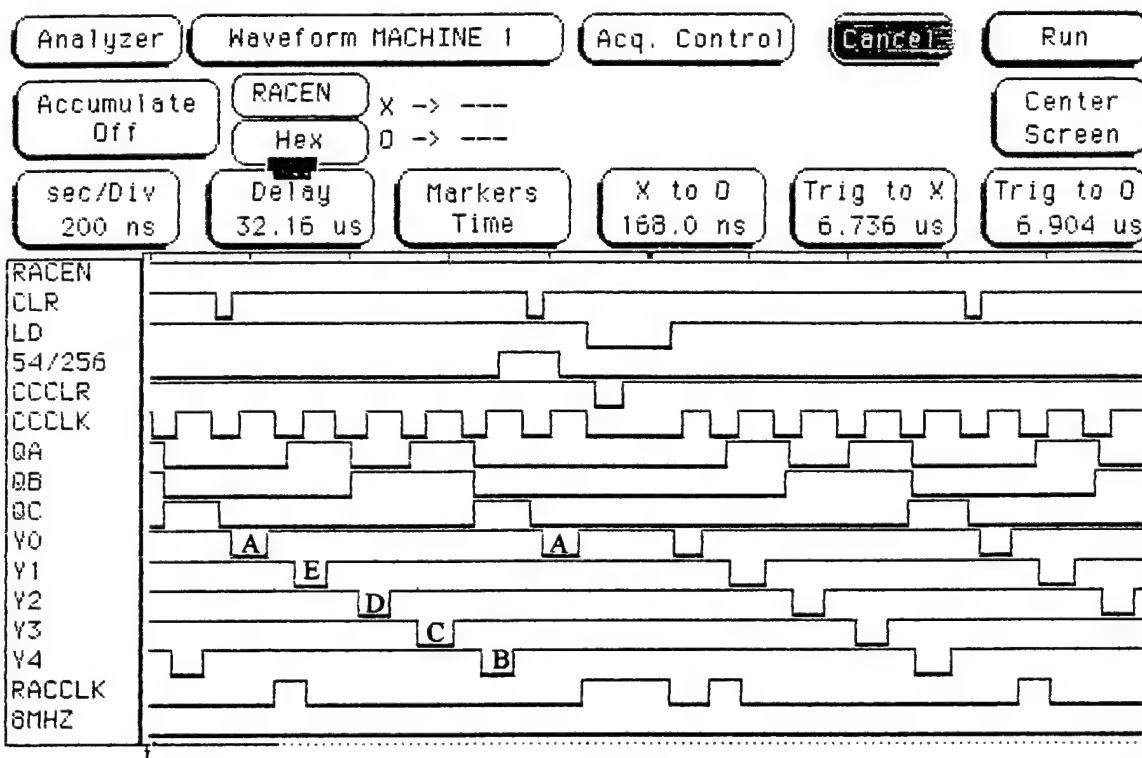 Analyzer Waveform MACHINE 1 Acq. Control Cancel Run
Accumulate Off RACEN X -> --- Center Screen
Hex O -> ---
sec/Div 200 ns Delay 32.16 us Markers Time X to O 168.0 ns Trig to X 6.736 us Trig to O 6.904 us
RACEN
CLR
LD
54/256
CCCLR
CCCLK
QA
QB
QC
Y0 A A
Y1 E
Y2 D
Y3 C
Y4 B
RACCLK
8MHZ